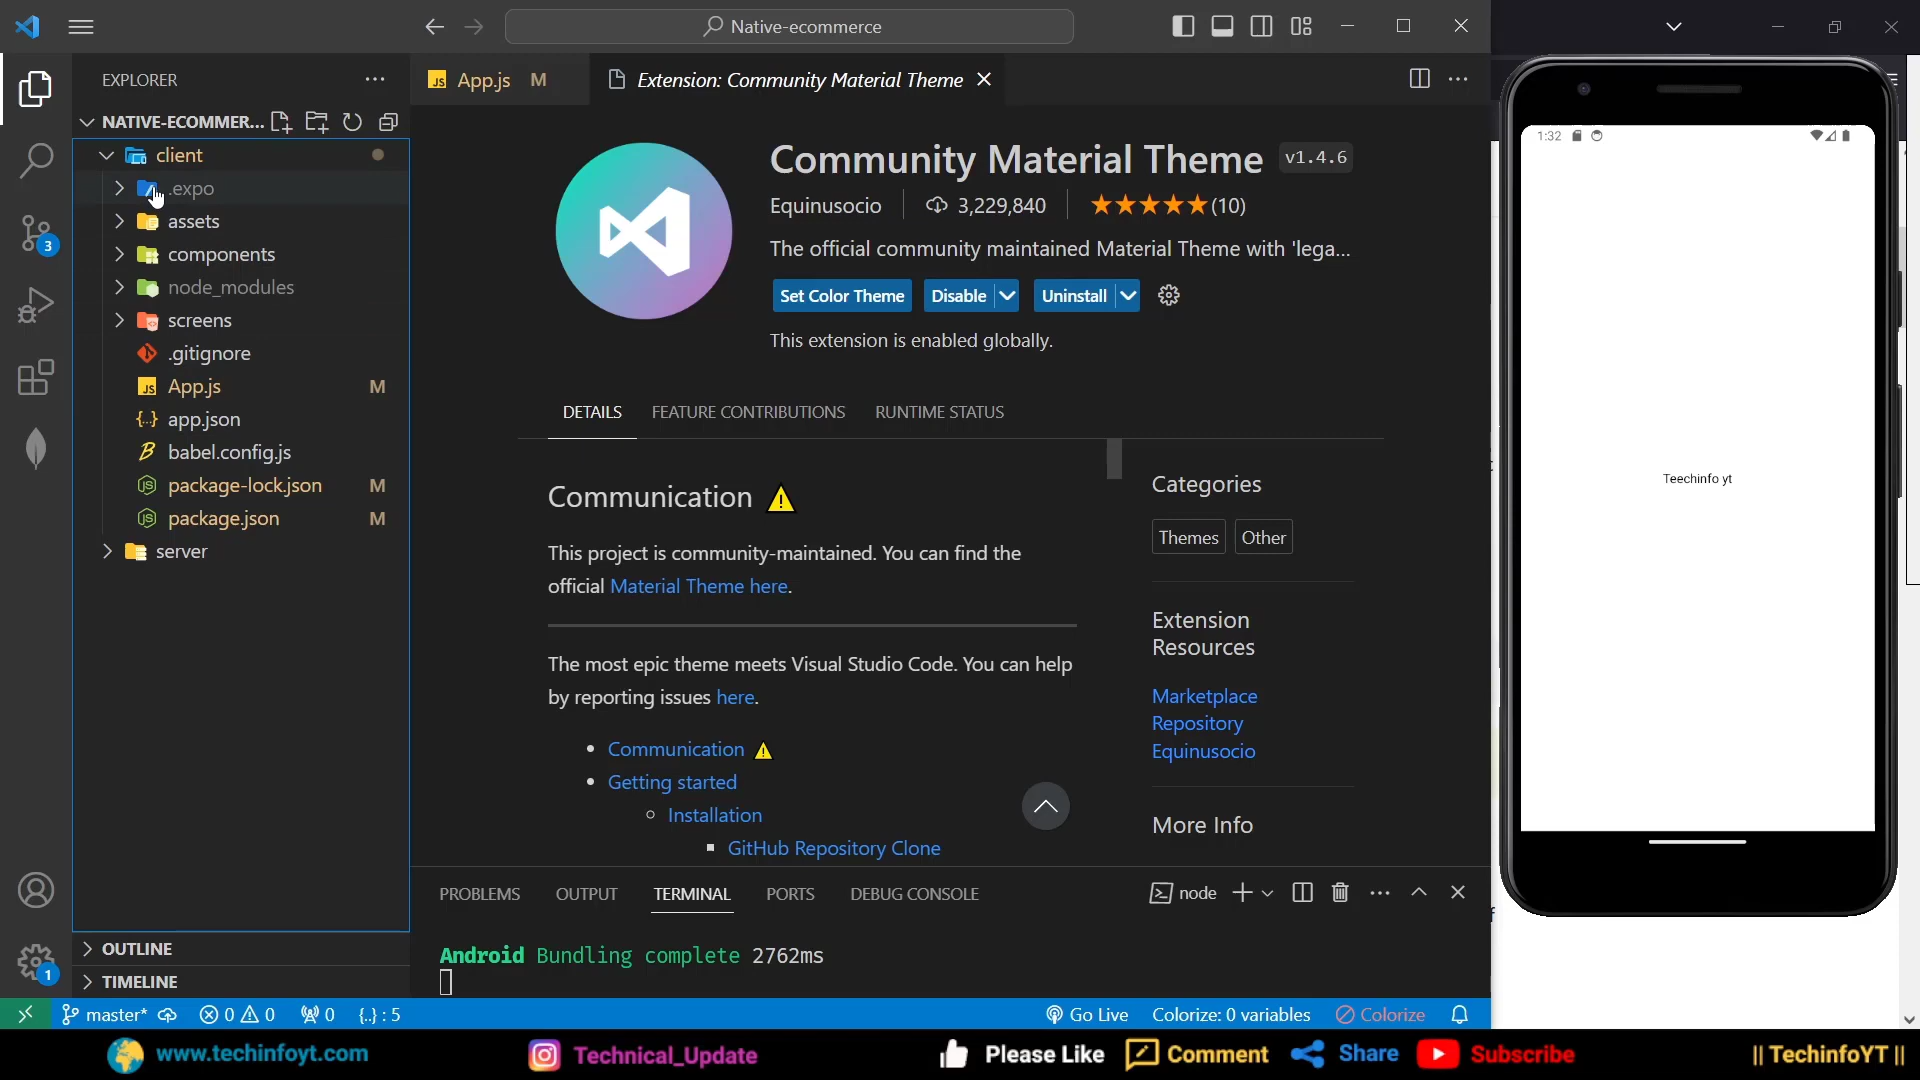 Native-ecommerce
EXPLORER
NATIVE-ECOMMER...
client
.expo
assets
components
node_modules
screens
.gitignore
JS App.js M
{..} app.json
babel.config.js
package-lock.json M
package.json M
server
OUTLINE
TIMELINE
3
1
JS App.js M
Extension: Community Material Theme
Community Material Theme v1.4.6
Equinusocio 3,229,840 (10)
The official community maintained Material Theme with 'lega...
Set Color Theme Disable Uninstall
This extension is enabled globally.
DETAILS FEATURE CONTRIBUTIONS RUNTIME STATUS
Communication
This project is community-maintained. You can find the
official Material Theme here.
The most epic theme meets Visual Studio Code. You can help
by reporting issues here.
Communication
Getting started
Installation
GitHub Repository Clone
Categories
Themes Other
Extension
Resources
Marketplace
Repository
Equinusocio
More Info
PROBLEMS OUTPUT TERMINAL PORTS DEBUG CONSOLE node
Android Bundling complete 2762ms
master* 0 0 0 {..} : 5 Go Live Colorize: 0 variables Colorize
1:32
Teechinfo yt
www.techinfoyt.com Technical_Update Please Like Comment Share Subscribe || TechinfoYT ||